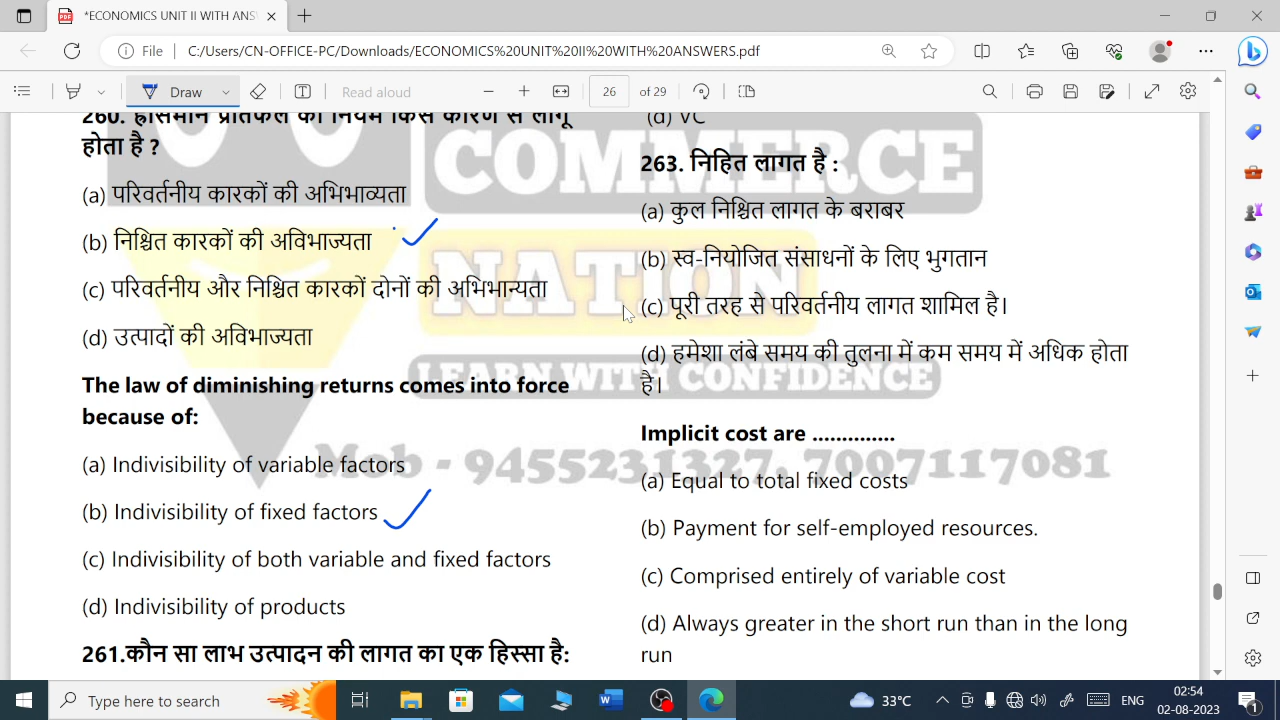 *ECONOMICS UNIT II WITH ANS
File
C:/Users/CN-OFFICE-PC/Downloads/ECONOMICS%20UNIT%20II%20WITH%20ANSWERS.pdf
Draw
Read aloud
26
of 29
260. ह्रासमान प्रतिफल का नियम किस कारण से लागू
होता है ?
(a) परिवर्तनीय कारकों की अभिभाव्यता
(b) निश्चित कारकों की अविभाज्यता
(c) परिवर्तनीय और निश्चित कारकों दोनों की अभिभान्यता
(d) उत्पादों की अविभाज्यता
The law of diminishing returns comes into force
because of:
(a) Indivisibility of variable factors
(b) Indivisibility of fixed factors
(c) Indivisibility of both variable and fixed factors
(d) Indivisibility of products
261.कौन सा लाभ उत्पादन की लागत का एक हिस्सा है:
(d) VC
263. निहित लागत है :
(a) कुल निश्चित लागत के बराबर
(b) स्व-नियोजित संसाधनों के लिए भुगतान
(c) पूरी तरह से परिवर्तनीय लागत शामिल है।
(d) हमेशा लंबे समय की तुलना में कम समय में अधिक होता
है।
Implicit cost are ..............
(a) Equal to total fixed costs
(b) Payment for self-employed resources.
(c) Comprised entirely of variable cost
(d) Always greater in the short run than in the long
run
COMMERCE
NATION
LEARN WITH CONFIDENCE
Mob - 9455231327, 7007117081
Type here to search
33°C
ENG
02:54
02-08-2023
1